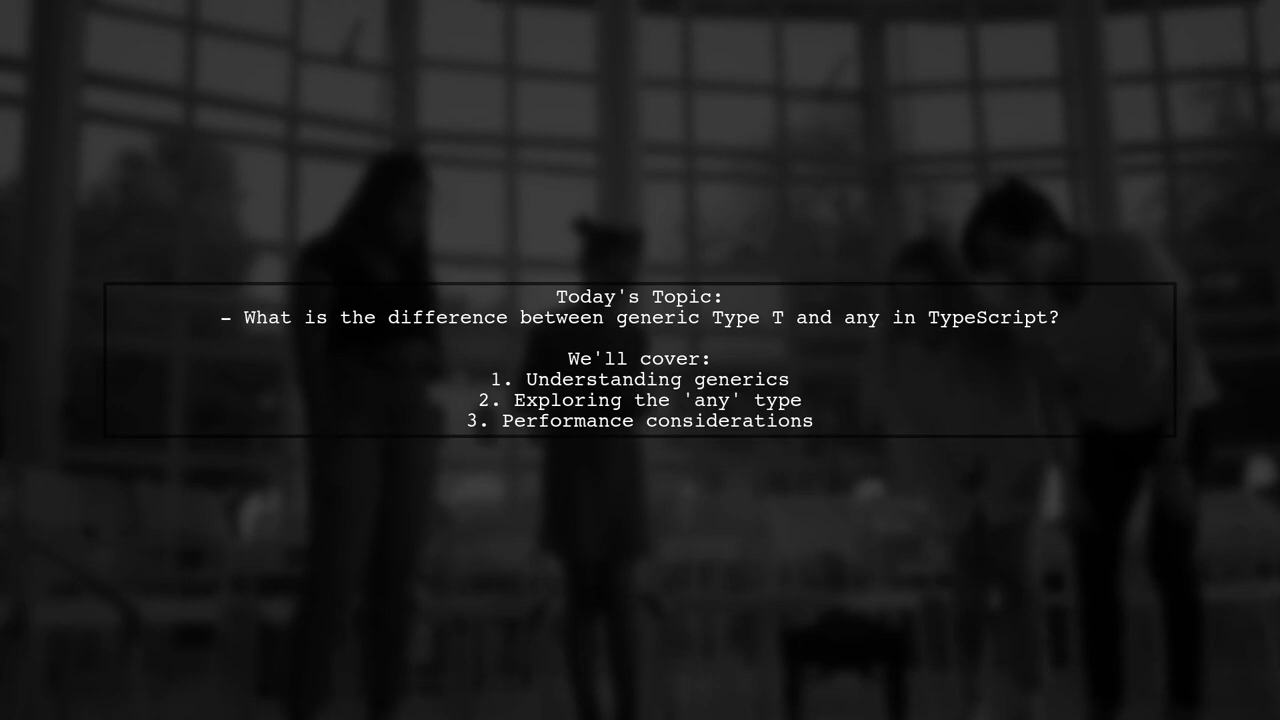 Today's Topic:
- What is the difference between generic Type T and any in TypeScript?
We'll cover:
1. Understanding generics
2. Exploring the 'any' type
3. Performance considerations